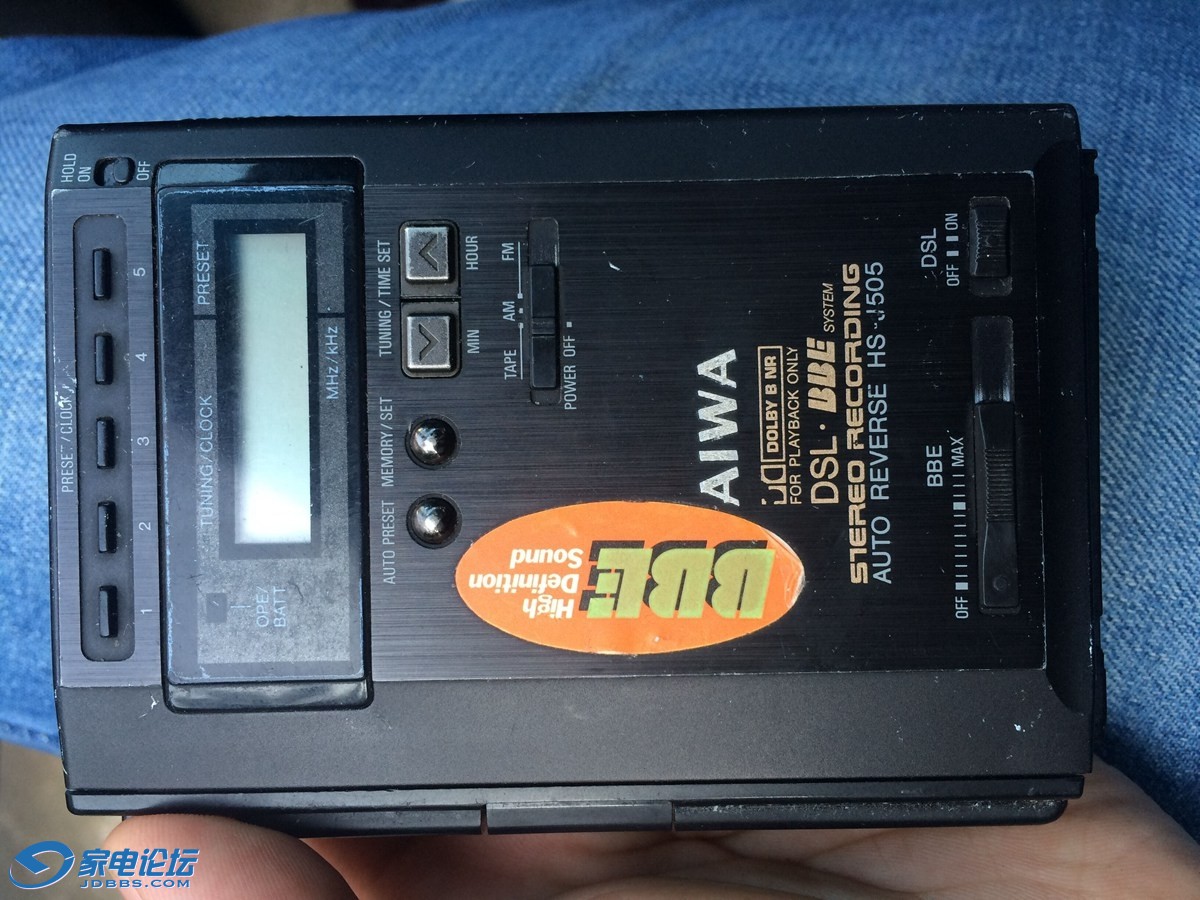 HOLD
ON OFF
PRESET/CLOCK
1 2 3 4 5
TUNING/CLOCK PRESET
MHz/kHz
OPE/
BATT
AUTO PRESET MEMORY/SET TUNING/TIME SET
MIN HOUR
TAPE AM FM
POWER OFF
AIWA
DOLBY B NR
FOR PLAYBACK ONLY
DSL · BBE SYSTEM
STEREO RECORDING
AUTO REVERSE HS-J505
BBE
OFF MAX
DSL
OFF ON
High
Definition
Sound
BBE
家电论坛
JDBBS.COM